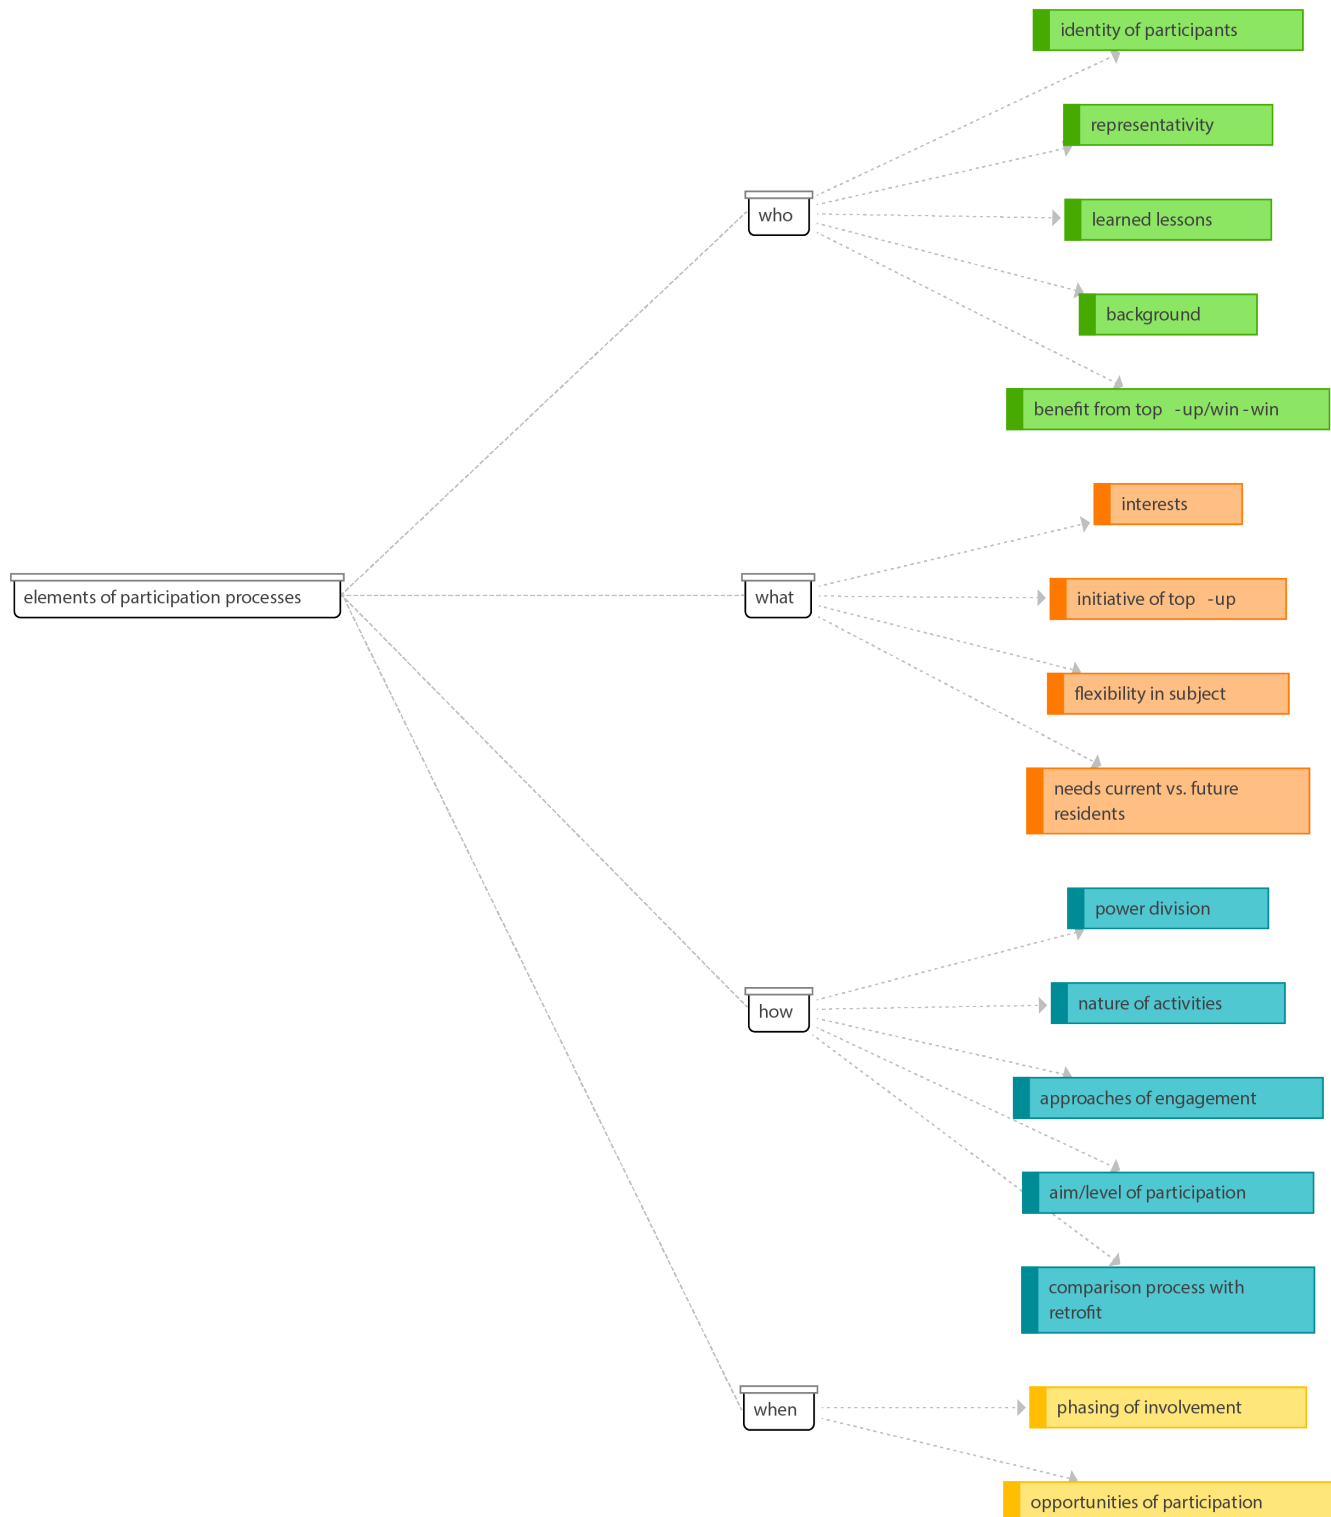 identity of participants
representativity
who
learned lessons
background
benefit from top -up/win-win
interests
elements of participation processes
what
initiative of top -up
flexibility in subject
needs current vs. future
residents
power division
how
nature of activities
approaches of engagement
aim/level of participation
comparison process with
retrofit
when
phasing of involvement
opportunities of participation